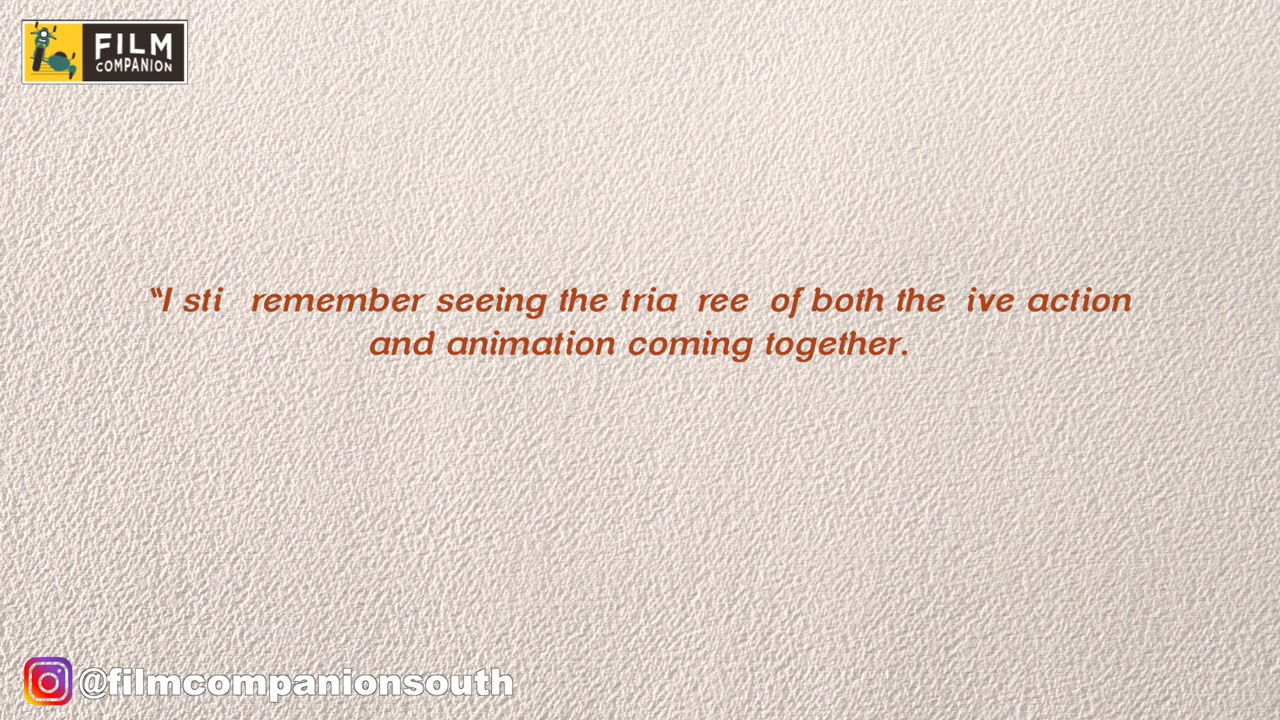 FILM
COMPANION
“I sti remember seeing the tria ree of both the ive action
and animation coming together.
@filmcompanionsouth